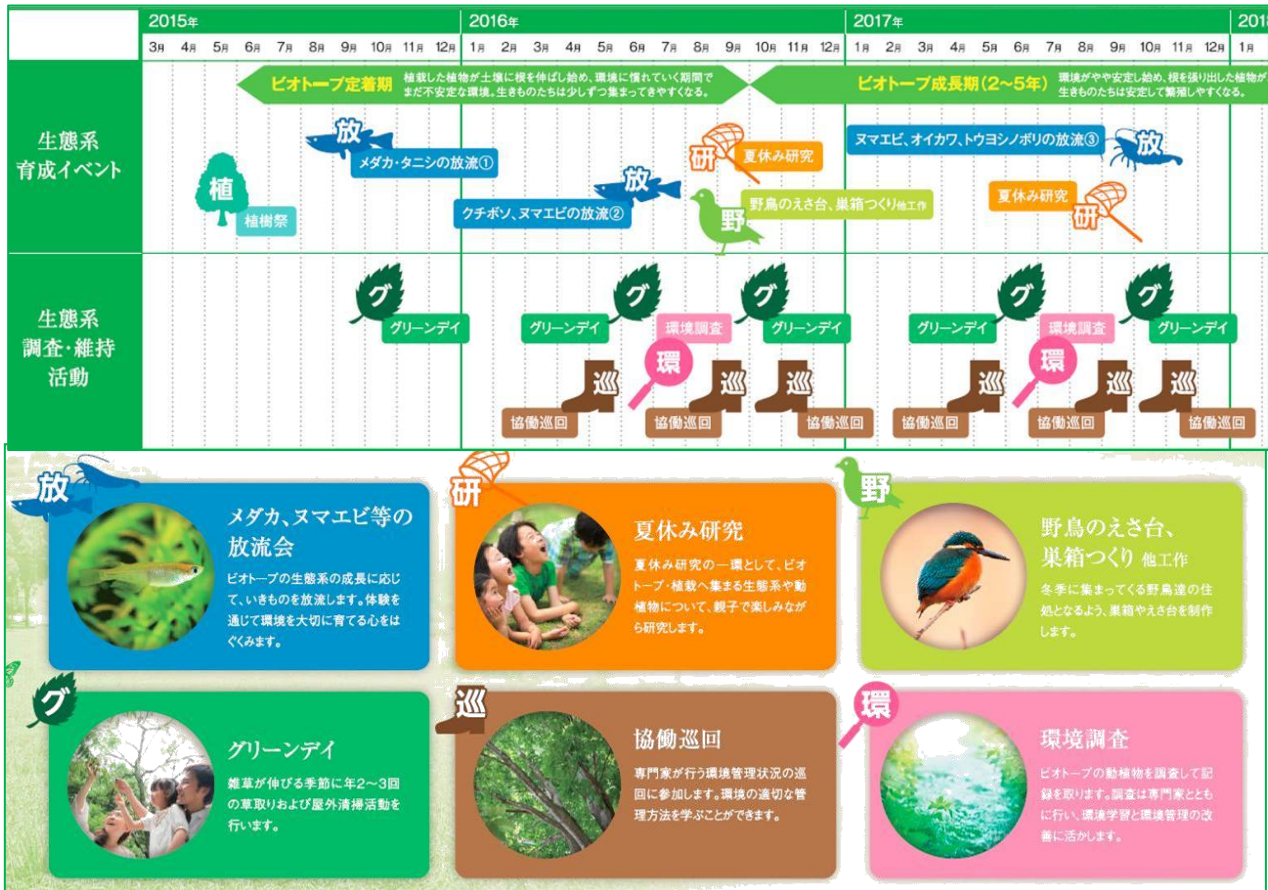 2015年
2016年
2017年
2018
3月 4月 5月 6月 7月 8月 9月 10月 11月 12月 1月 2月 3月 4月 5月 6月 7月 8月 9月 10月 11月 12月 1月 2月 3月 4月 5月 6月 7月 8月 9月 10月 11月 12月 1月
生態系
育成イベント
ビオトープ定着期
植栽した植物が土壌に根を伸ばし始め、環境に慣れていく期間で
まだ不安定な環境。生きものたちは少しずつ集まってきやすくなる。
ビオトープ成長期(2〜5年)
環境がやや安定し始め、根を張り出した植物が
生きものたちは安定して繁殖しやすくなる。
植
植樹祭
放
メダカ・タニシの放流①
放
クチボソ、ヌマエビの放流②
研
夏休み研究
野
野鳥のえさ台、巣箱つくり他工作
ヌマエビ、オイカワ、トウヨシノボリの放流③
放
夏休み研究
研
生態系
調査・維持
活動
グ
グリーンデイ
グリーンデイ
グ
環境調査
環
グ
グリーンデイ
グリーンデイ
グ
環境調査
環
グ
グリーンデイ
巡
協働巡回
巡
協働巡回
巡
協働巡回
巡
協働巡回
巡
協働巡回
巡
協働巡回
放
メダカ、ヌマエビ等の
放流会
ビオトープの生態系の成長に応じ
て、いきものを放流します。体験を
通じて環境を大切に育てる心をは
ぐくみます。
研
夏休み研究
夏休み研究の一環として、ビオ
トープ・植栽へ集まる生態系や動
植物について、親子で楽しみなが
ら研究します。
野
野鳥のえさ台、
巣箱つくり 他工作
冬季に集まってくる野鳥達の住
処となるよう、巣箱やえさ台を制作
します。
グ
グリーンデイ
雑草が伸びる季節に年2〜3回
の草取りおよび屋外清掃活動を
行います。
巡
協働巡回
専門家が行う環境管理状況の巡
回に参加します。環境の適切な管
理方法を学ぶことができます。
環
環境調査
ビオトープの動植物を調査して記
録を取ります。調査は専門家ととも
に行い、環境学習と環境管理の改
善に活かします。